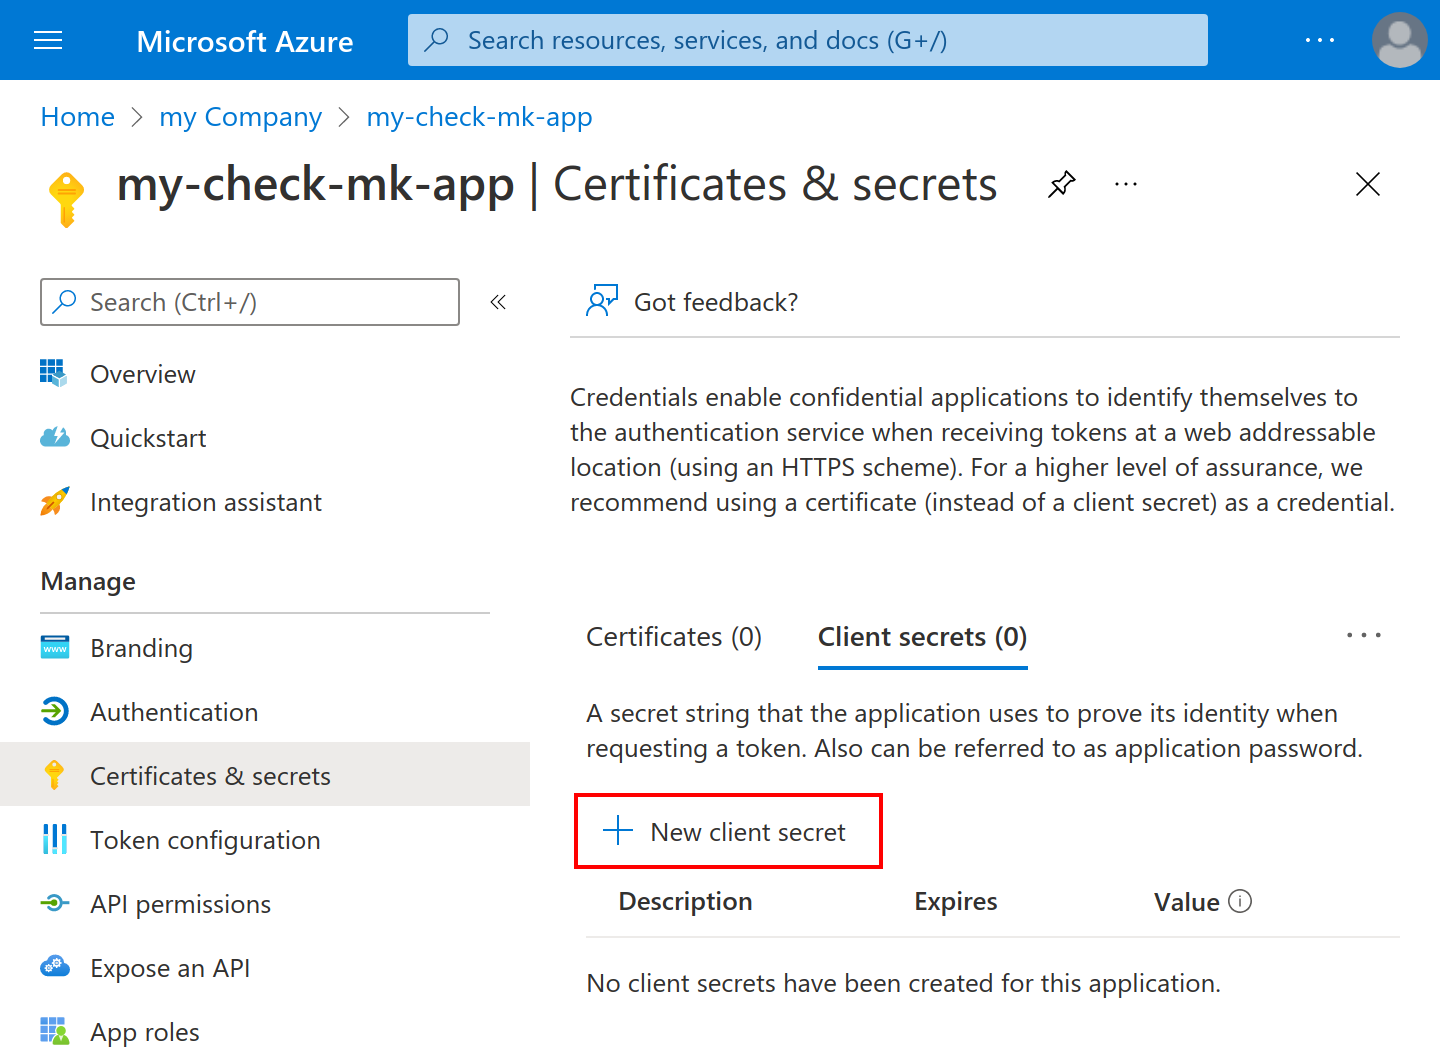 Microsoft Azure
Search resources, services, and docs (G+/)
Home > my Company > my-check-mk-app
my-check-mk-app | Certificates & secrets
Search (Ctrl+/)
Overview
Quickstart
Integration assistant
Manage
Branding
Authentication
Certificates & secrets
Token configuration
API permissions
Expose an API
App roles
Got feedback?
Credentials enable confidential applications to identify themselves to
the authentication service when receiving tokens at a web addressable
location (using an HTTPS scheme). For a higher level of assurance, we
recommend using a certificate (instead of a client secret) as a credential.
Certificates (0) Client secrets (0)
A secret string that the application uses to prove its identity when
requesting a token. Also can be referred to as application password.
New client secret
Description Expires Value
No client secrets have been created for this application.